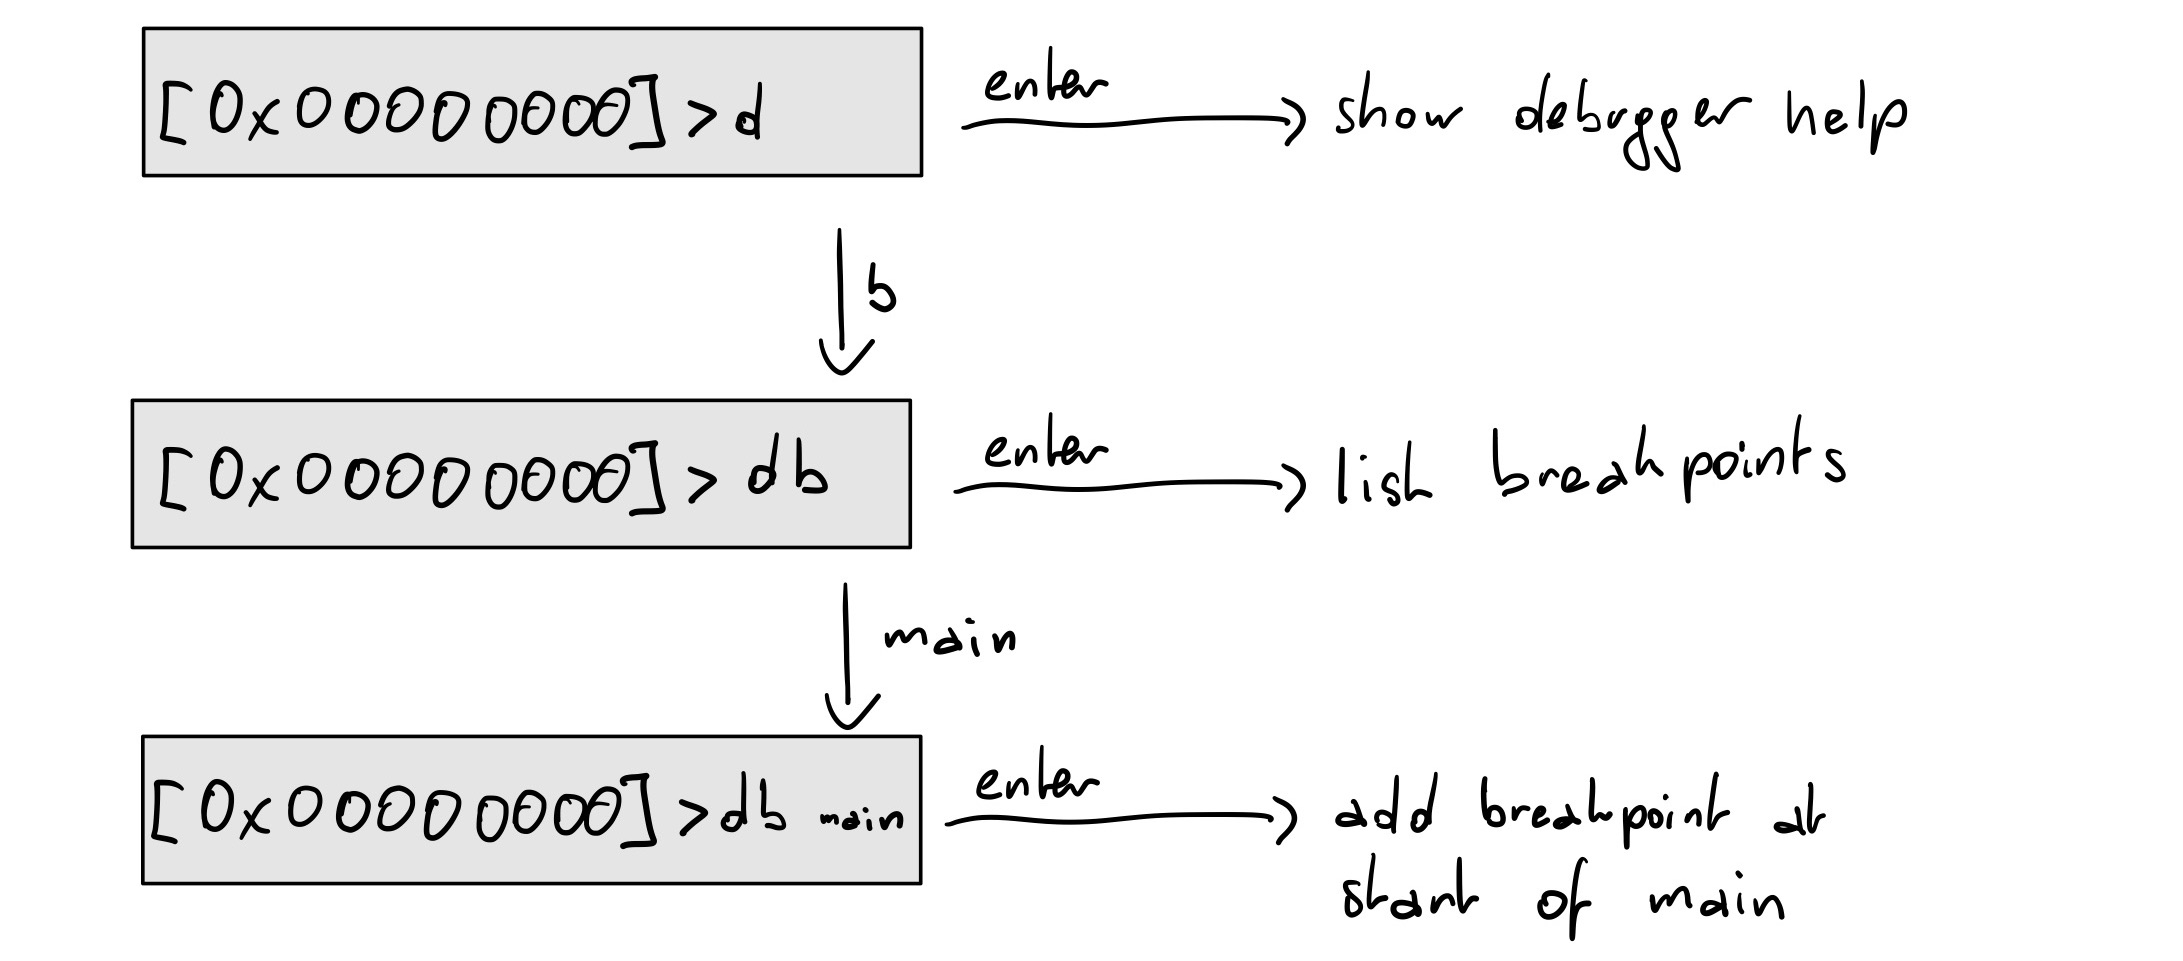 [0x00000000]>d
enter
show debugger help
b
[0x00000000]> db
enter
list breakpoints
main
[0x00000000]>db main
enter
add breakpoint at
start of main